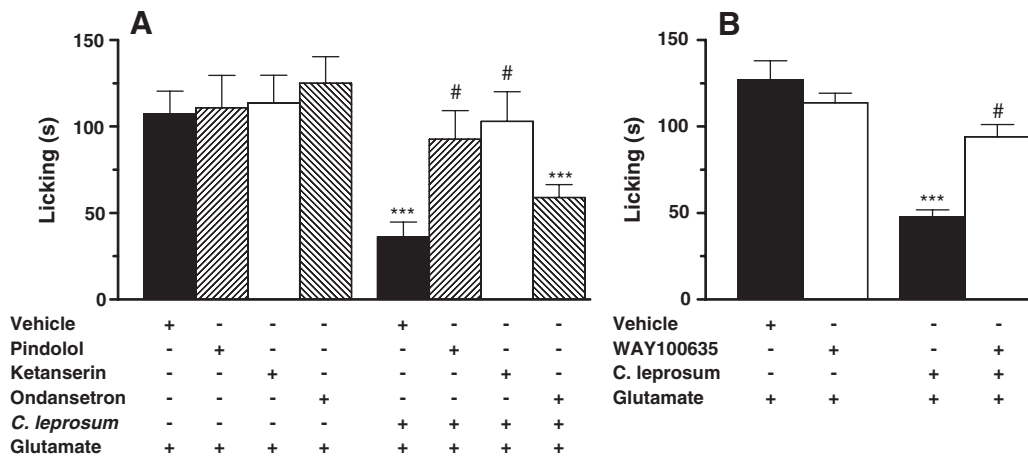 A
Licking (s)
150
100
50
0
***
#
#
***
Vehicle + - - - + - - -
Pindolol - + - - - + - -
Ketanserin - - + - - - + -
Ondansetron - - - + - - - +
C. leprosum - - - - + + + +
Glutamate + + + + + + + +
B
Licking (s)
150
100
50
0
***
#
Vehicle + - - -
WAY100635 - + - +
C. leprosum - - + +
Glutamate + + + +